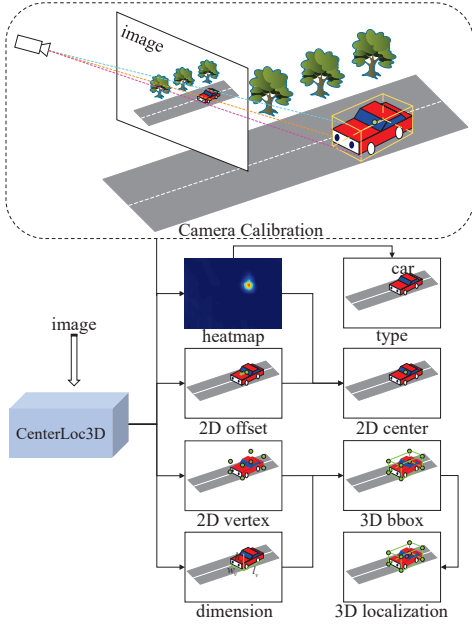 image
Camera Calibration
car
heatmap
type
image
CenterLoc3D
2D offset
2D center
2D vertex
3D bbox
dimension
3D localization